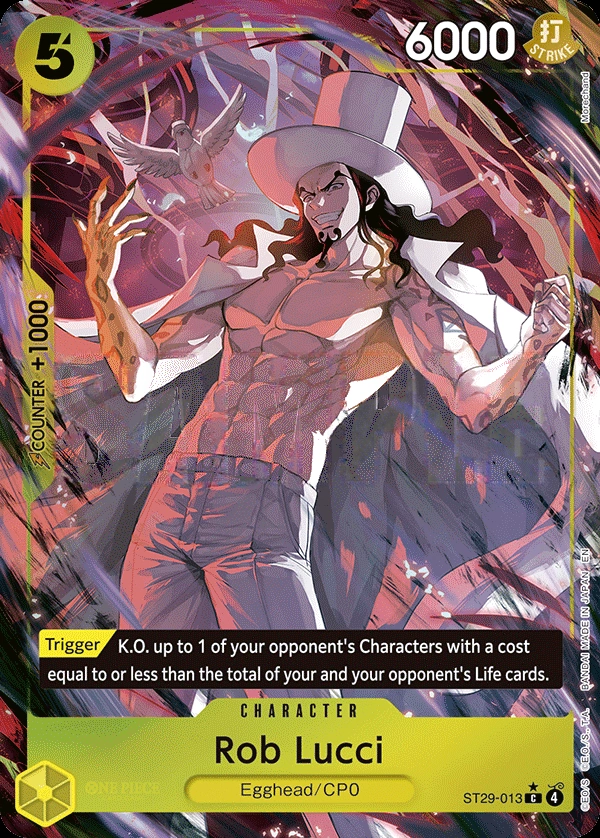 5
6000
打
STRIKE
Morechand
COUNTER +1000
Trigger K.O. up to 1 of your opponent's Characters with a cost
equal to or less than the total of your and your opponent's Life cards.
CHARACTER
Rob Lucci
Egghead/CP0
ONE PIECE
ST29-013 C 4
©E.O/S ©E.O./S., T.A. BANDAI MADE IN JAPAN EN